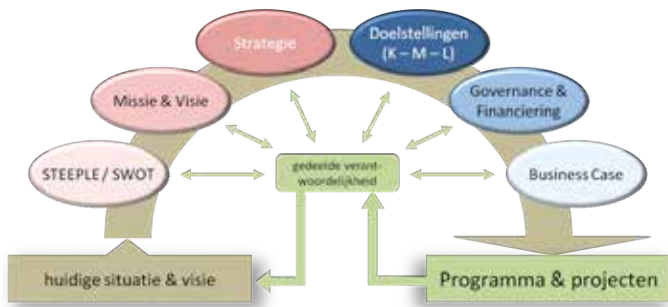 Strategie
Doelstellingen
(K – M – L)
Missie & Visie
Governance &
Financiering
STEEPLE / SWOT
gedeelde verant-
woordelijkheid
Business Case
huidige situatie & visie
Programma & projecten